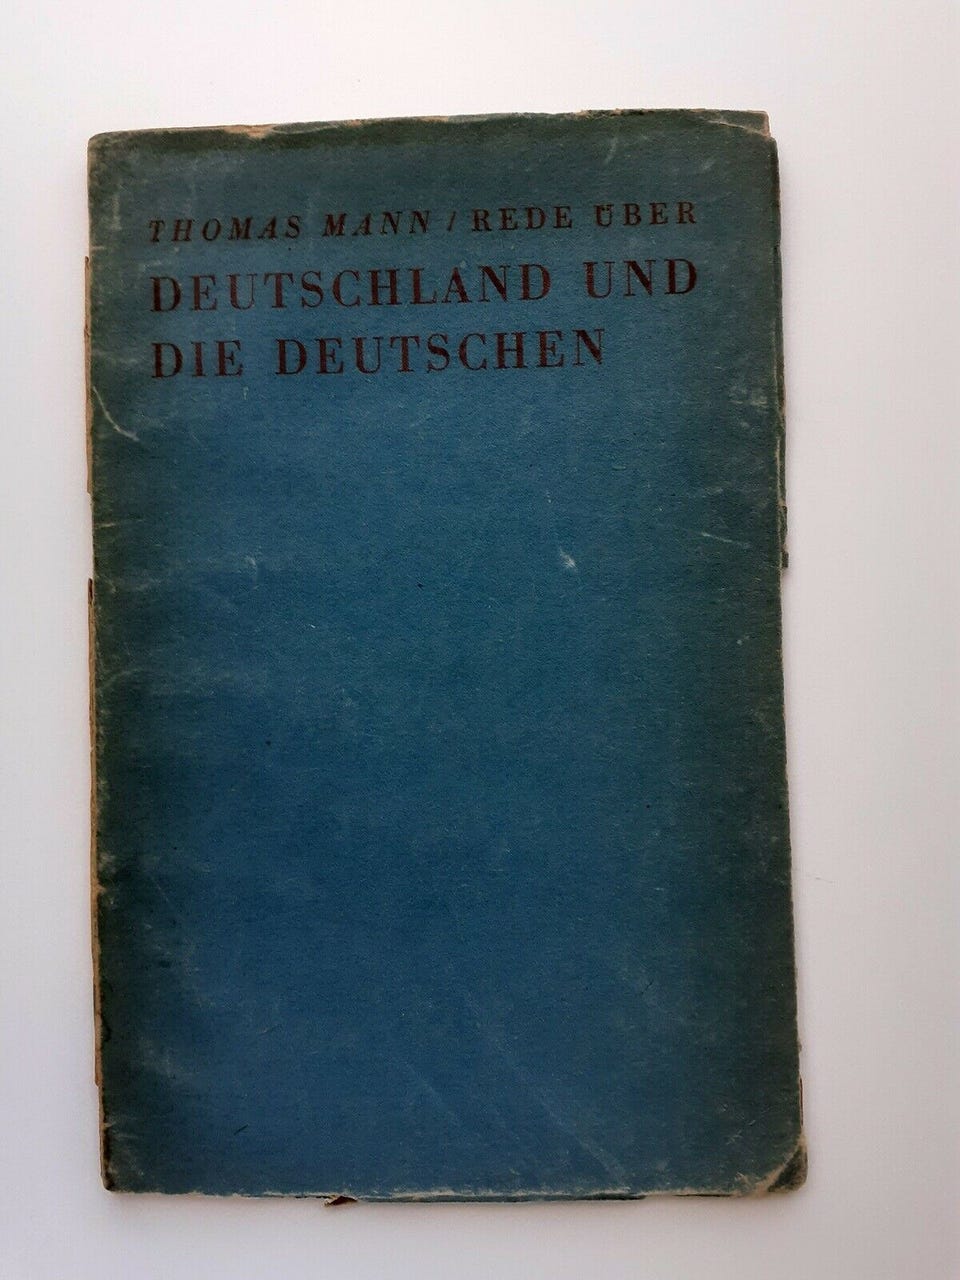 THOMAS MANN / REDE ÜBER
DEUTSCHLAND UND
DIE DEUTSCHEN